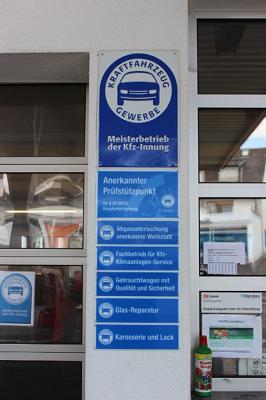 KRAFTFAHRZEUG
GEWERBE
Meisterbetrieb
der Kfz-Innung
Anerkannter
Prüfstützpunkt
Abgasuntersuchung
anerkannte Werkstatt
Fachbetrieb für Kfz-
Klimaanlagen-Service
Gebrauchtwagen mit
Qualität und Sicherheit
Glas-Reparatur
Karosserie und Lack
Hermes